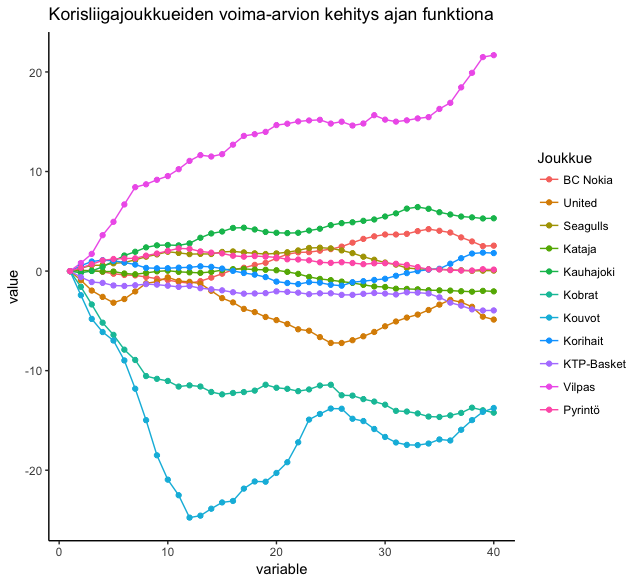 Korisliigajoukkueiden voima-arvion kehitys ajan funktiona
20
10
0
-10
-20
value
0
10
20
30
40
variable
Joukkue
BC Nokia
United
Seagulls
Kataja
Kauhajoki
Kobrat
Kouvot
Korihait
KTP-Basket
Vilpas
Pyrintö